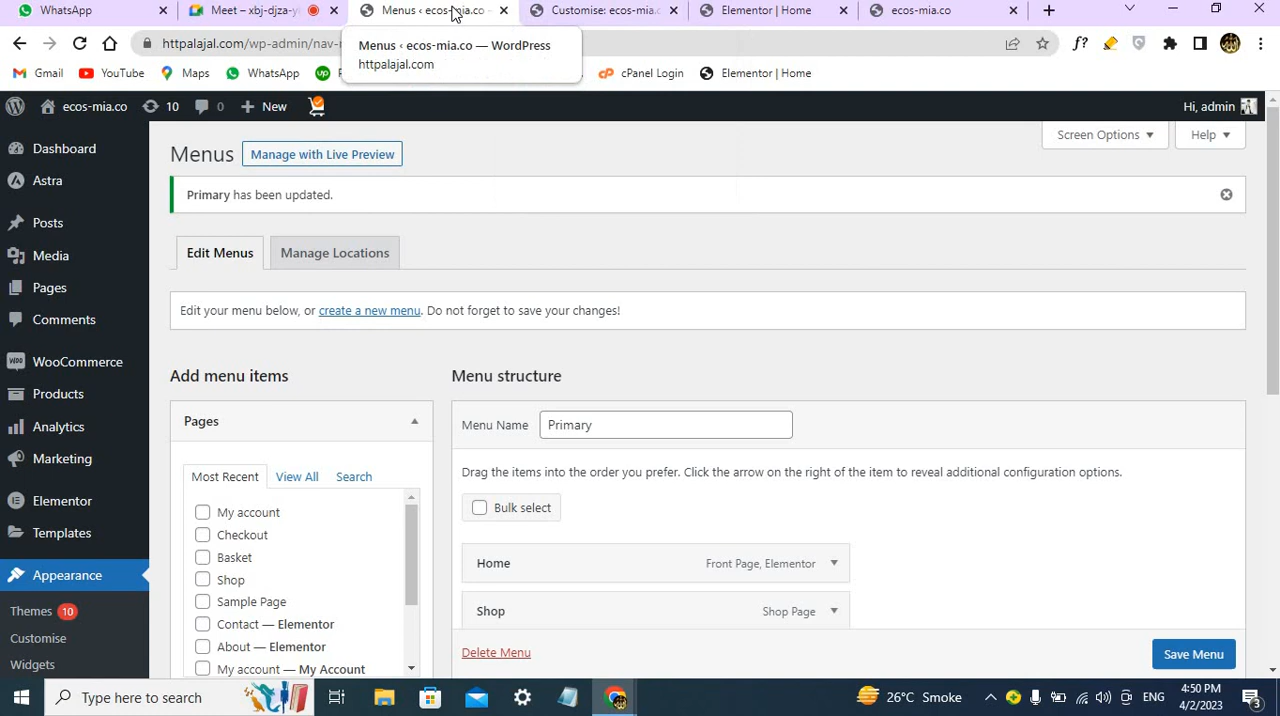 WhatsApp
Meet – xbj-djza-y
Menus ‹ ecos-mia.co –
Customise: ecos-mia.c
Elementor | Home
ecos-mia.co
httpalajal.com/wp-admin/nav-
Menus ‹ ecos-mia.co — WordPress
httpalajal.com
Gmail
YouTube
Maps
WhatsApp
cPanel Login
Elementor | Home
ecos-mia.co
10
0
New
Hi, admin
Screen Options
Help
Dashboard
Astra
Posts
Media
Pages
Comments
WooCommerce
Products
Analytics
Marketing
Elementor
Templates
Appearance
Themes 10
Customise
Widgets
Menus
Manage with Live Preview
Primary has been updated.
Edit Menus
Manage Locations
Edit your menu below, or create a new menu. Do not forget to save your changes!
Add menu items
Pages
Most Recent
View All
Search
My account
Checkout
Basket
Shop
Sample Page
Contact — Elementor
About — Elementor
My account — My Account
Menu structure
Menu Name
Primary
Drag the items into the order you prefer. Click the arrow on the right of the item to reveal additional configuration options.
Bulk select
Home
Front Page, Elementor
Shop
Shop Page
Delete Menu
Save Menu
Type here to search
26°C Smoke
ENG
4:50 PM
4/2/2023
3